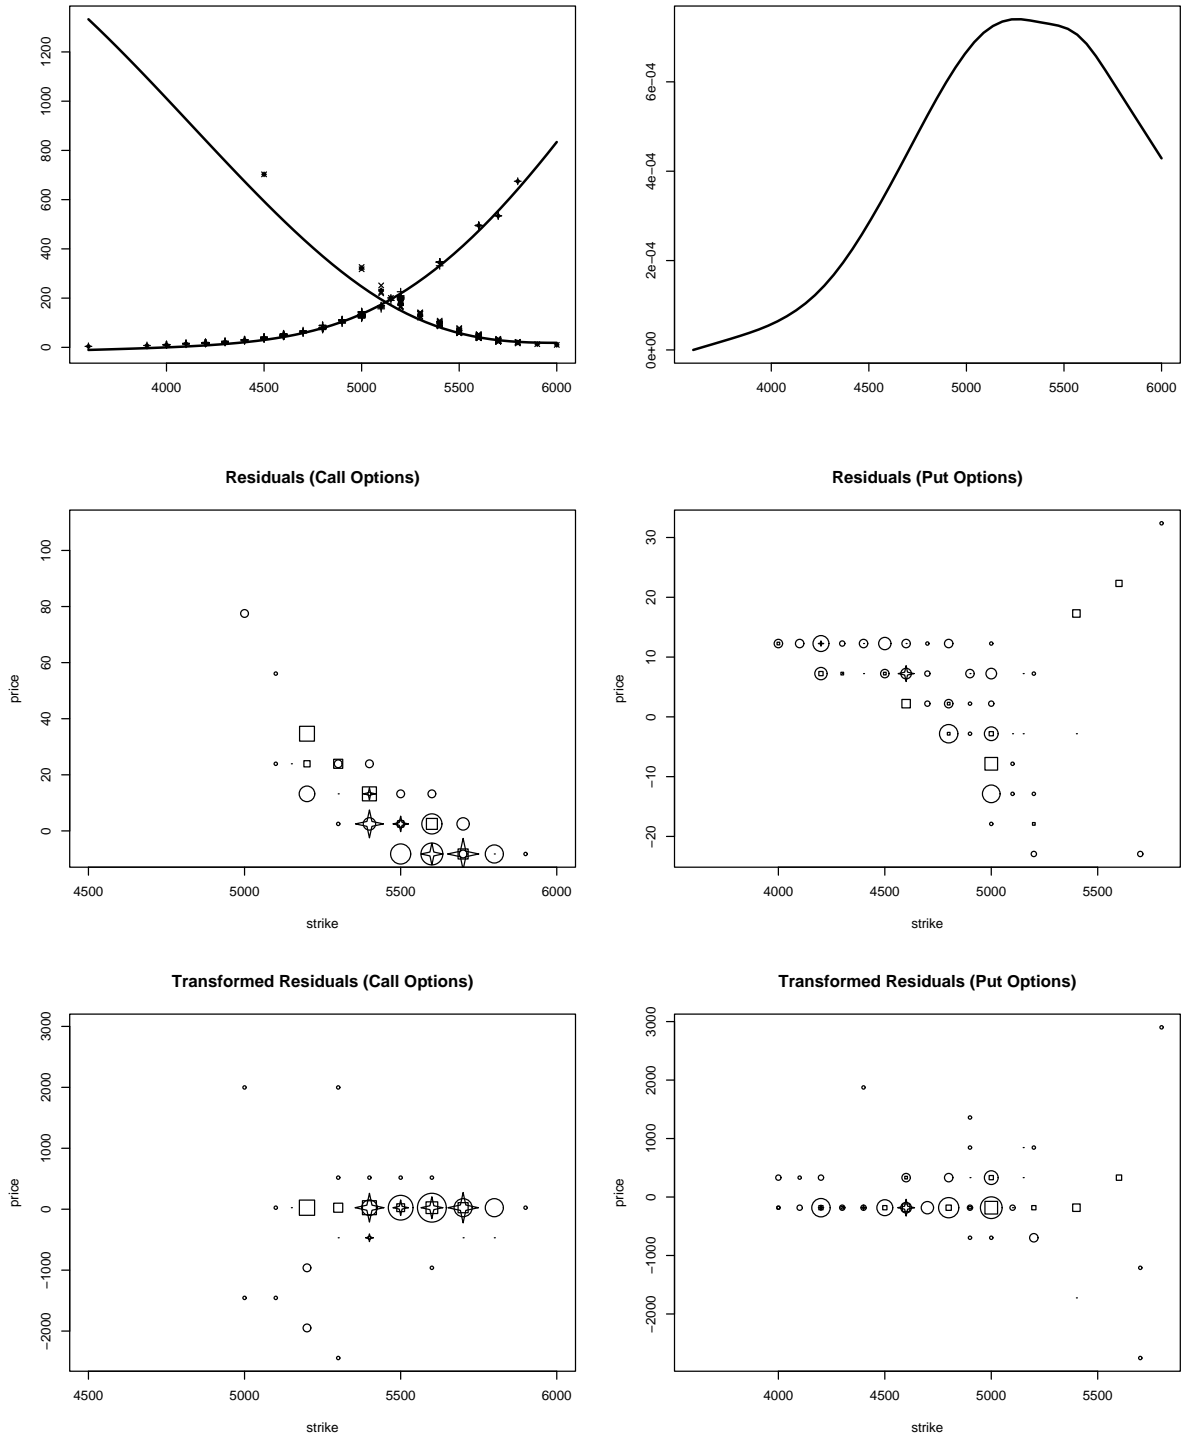 0 200 400 600 800 1000 1200
4000 4500 5000 5500 6000
0e+00 2e−04 4e−04 6e−04
4000 4500 5000 5500 6000
Residuals (Call Options)
price
0 20 40 60 80 100
4500 5000 5500 6000
strike
Residuals (Put Options)
price
−20 −10 0 10 20 30
4000 4500 5000 5500
strike
Transformed Residuals (Call Options)
price
−2000 −1000 0 1000 2000 3000
4500 5000 5500 6000
strike
Transformed Residuals (Put Options)
price
−2000 −1000 0 1000 2000 3000
4000 4500 5000 5500
strike